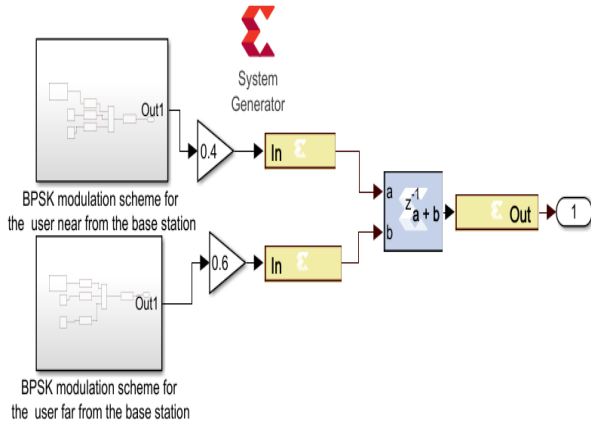 System
Generator
Out1
0.4
In
BPSK modulation scheme for
the user near from the base station
a
b
z-1
a + b
Out
1
Out1
0.6
In
BPSK modulation scheme for
the user far from the base station